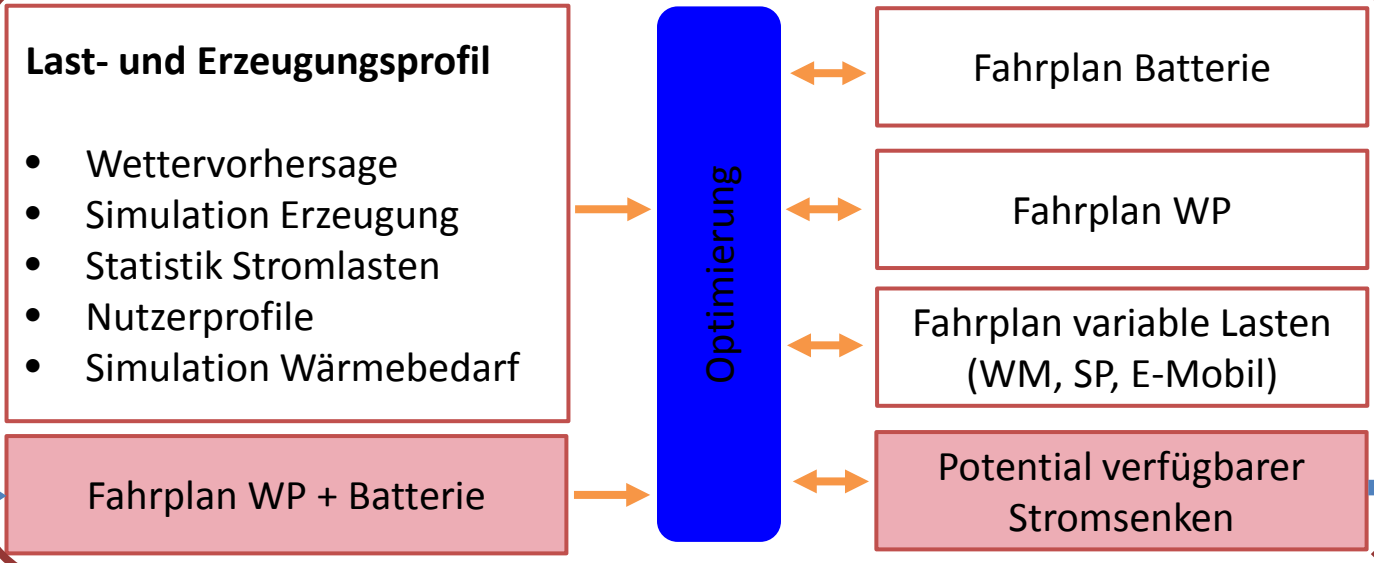 Last- und Erzeugungsprofil
• Wettervorhersage
• Simulation Erzeugung
• Statistik Stromlasten
• Nutzerprofile
• Simulation Wärmebedarf
Fahrplan WP + Batterie
Optimierung
Fahrplan Batterie
Fahrplan WP
Fahrplan variable Lasten
(WM, SP, E-Mobil)
Potential verfügbarer
Stromsenken